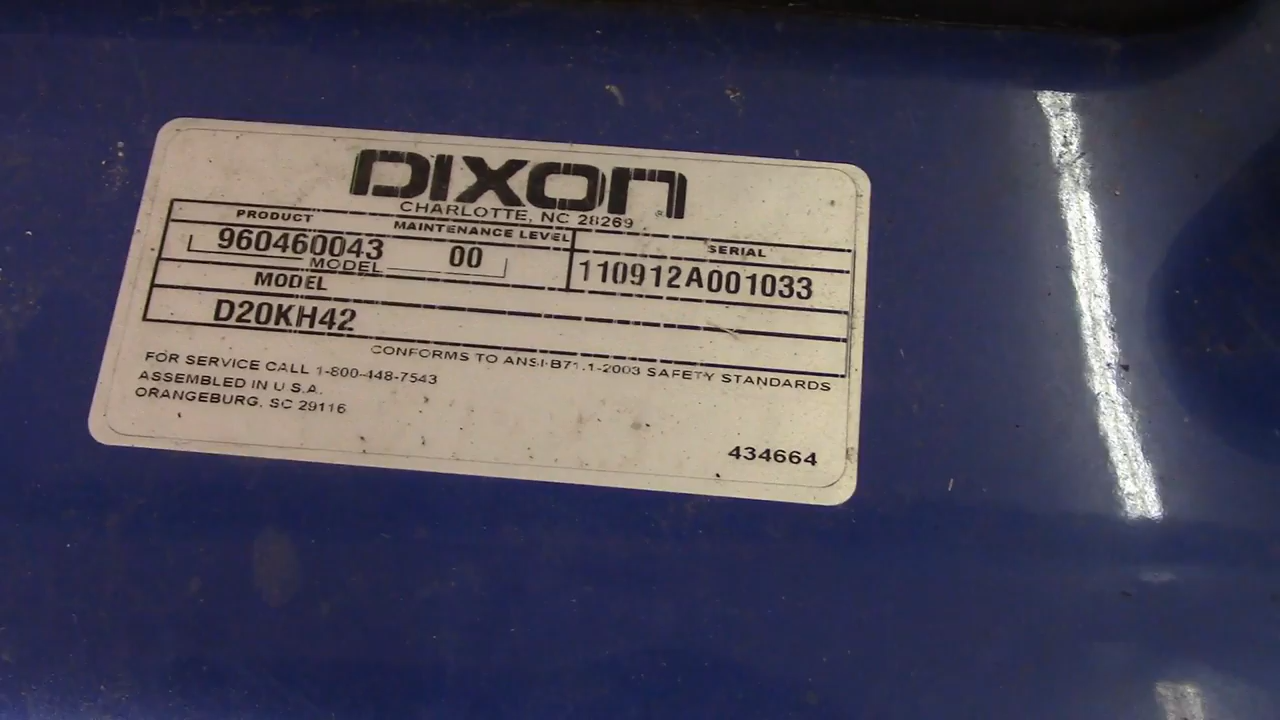 DIXON
CHARLOTTE, NC 28269
PRODUCT MAINTENANCE LEVEL SERIAL
960460043 00 110912A001033
MODEL
MODEL
D20KH42
CONFORMS TO ANSI-B71.1-2003 SAFETY STANDARDS
FOR SERVICE CALL 1-800-448-7543
ASSEMBLED IN U.S.A.
ORANGEBURG, SC 29116
434664